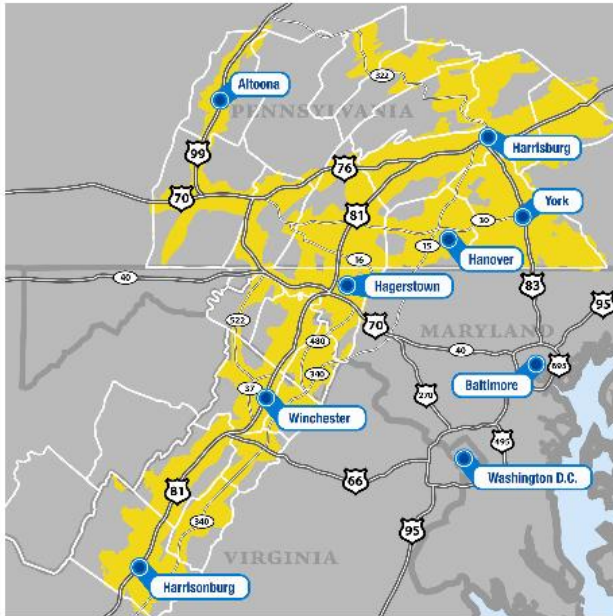 322
Altoona
PENNSYLVANIA
Harrisburg
99
76
70
81
York
30
15
Hanover
16
40
Hagerstown
83
95
522
70
MARYLAND
480
40
340
Baltimore
695
37
270
Winchester
495
66
Washington D.C.
81
340
95
VIRGINIA
Harrisonburg